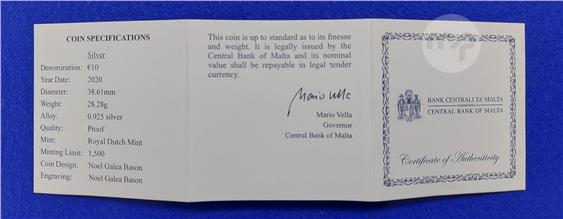 COIN SPECIFICATIONS
Silver
Denomination: €10
Year Date: 2020
Diameter: 38.61mm
Weight: 28.28g
Alloy: 0.925 silver
Quality: Proof
Mint: Royal Dutch Mint
Minting Limit: 1,500
Coin Design: Noel Galea Bason
Engraving: Noel Galea Bason
This coin is up to standard as to its finesse
and weight. It is legally issued by the
Central Bank of Malta and its nominal
value shall be repayable in legal tender
currency.
Mario Vella
Mario Vella
Governor
Central Bank of Malta
BANK ĊENTRALI TA' MALTA
CENTRAL BANK OF MALTA
Certificate of Authenticity